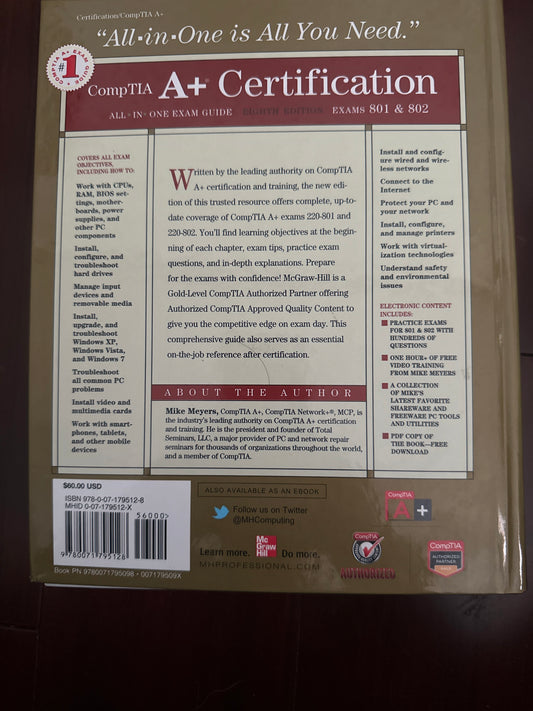 Certification/CompTIA A+
“All-in-One is All You Need.”
COMPTIA A+ EXAM GUIDE
#1
CompTIA A+® Certification
ALL-IN-ONE EXAM GUIDE EIGHTH EDITION EXAMS 801 & 802
COVERS ALL EXAM
OBJECTIVES,
INCLUDING HOW TO:
Work with CPUs,
RAM, BIOS set-
tings, mother-
boards, power
supplies, and
other PC
components
Install,
configure, and
troubleshoot
hard drives
Manage input
devices and
removable media
Install,
upgrade, and
troubleshoot
Windows XP,
Windows Vista,
and Windows 7
Troubleshoot
all common PC
problems
Install video and
multimedia cards
Work with smart-
phones, tablets,
and other mobile
devices
Written by the leading authority on CompTIA
A+ certification and training, the new edi-
tion of this trusted resource offers complete, up-to-
date coverage of CompTIA A+ exams 220-801 and
220-802. You’ll find learning objectives at the begin-
ning of each chapter, exam tips, practice exam
questions, and in-depth explanations. Prepare
for the exams with confidence! McGraw-Hill is a
Gold-Level CompTIA Authorized Partner offering
Authorized CompTIA Approved Quality Content to
give you the competitive edge on exam day. This
comprehensive guide also serves as an essential
on-the-job reference after certification.
ABOUT THE AUTHOR
Mike Meyers, CompTIA A+, CompTIA Network+®, MCP, is
the industry’s leading authority on CompTIA A+ certification
and training. He is the president and founder of Total
Seminars, LLC, a major provider of PC and network repair
seminars for thousands of organizations throughout the world,
and a member of CompTIA.
Install and config-
ure wired and wire-
less networks
Connect to the
Internet
Protect your PC and
your network
Install, configure,
and manage printers
Work with virtual-
ization technologies
Understand safety
and environmental
issues
ELECTRONIC CONTENT
INCLUDES:
PRACTICE EXAMS
FOR 801 & 802 WITH
HUNDREDS OF
QUESTIONS
ONE HOUR+ OF FREE
VIDEO TRAINING
FROM MIKE MEYERS
A COLLECTION
OF MIKE’S
LATEST FAVORITE
SHAREWARE AND
FREEWARE PC TOOLS
AND UTILITIES
PDF COPY OF
THE BOOK—FREE
DOWNLOAD
$60.00 USD
ISBN 978-0-07-179512-8
MHID 0-07-179512-X
56000
9 780071 795128
Book PN 9780071795098 • 007179509X
ALSO AVAILABLE AS AN EBOOK
Follow us on Twitter
@MHComputing
Learn more. Mc Graw Hill Do more.
MHPROFESSIONAL.COM
CompTIA
A+
CompTIA
AUTHORIZED
CompTIA
AUTHORIZED
PARTNER
GOLD